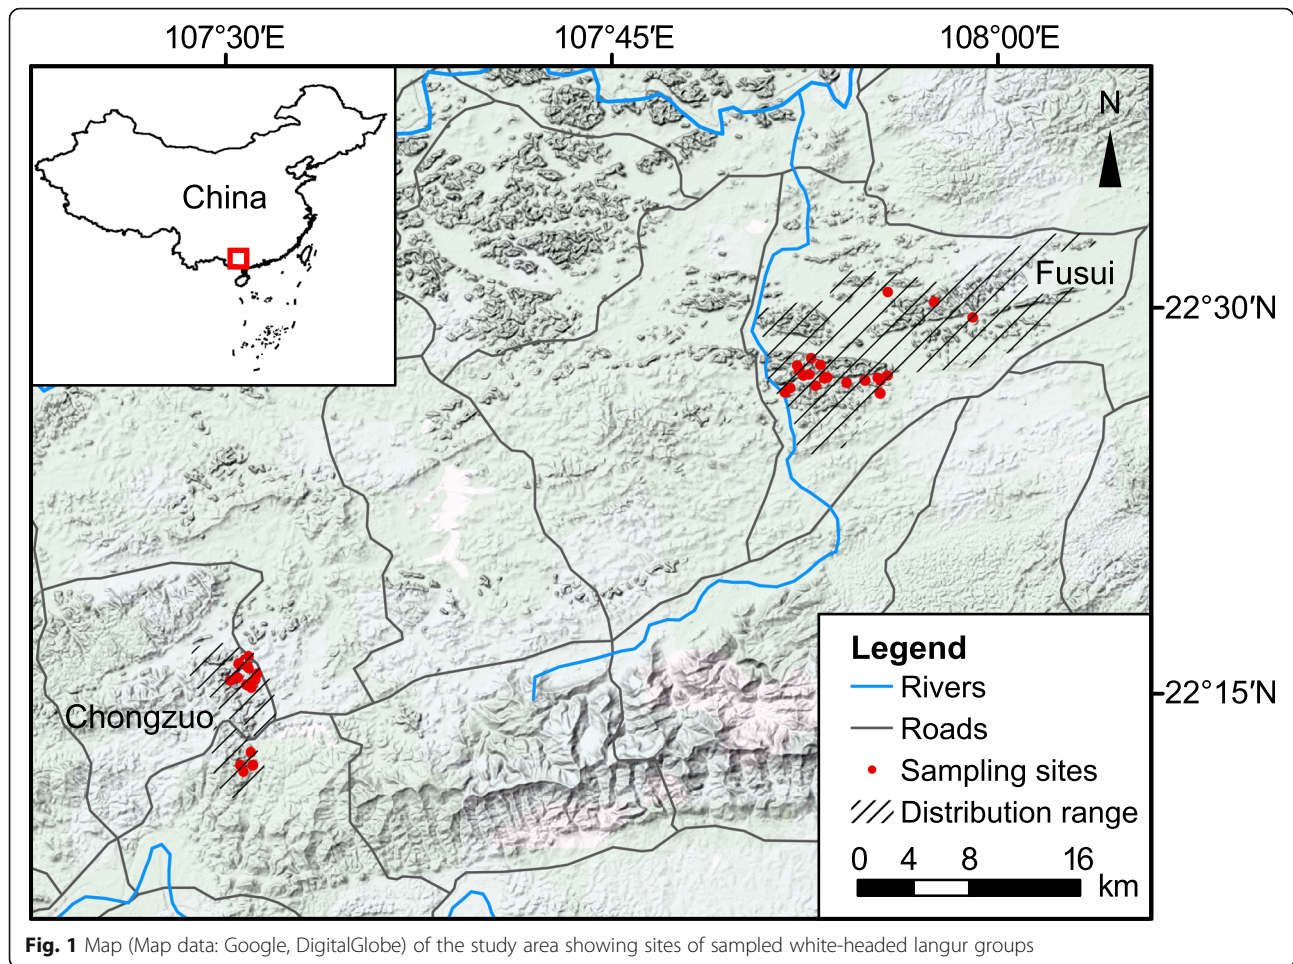 107°30′E 107°45′E 108°00′E
N
China
Fusui
22°30′N
22°15′N
Chongzuo
Legend
Rivers
Roads
Sampling sites
Distribution range
0 4 8 16
km
Fig. 1 Map (Map data: Google, DigitalGlobe) of the study area showing sites of sampled white-headed langur groups